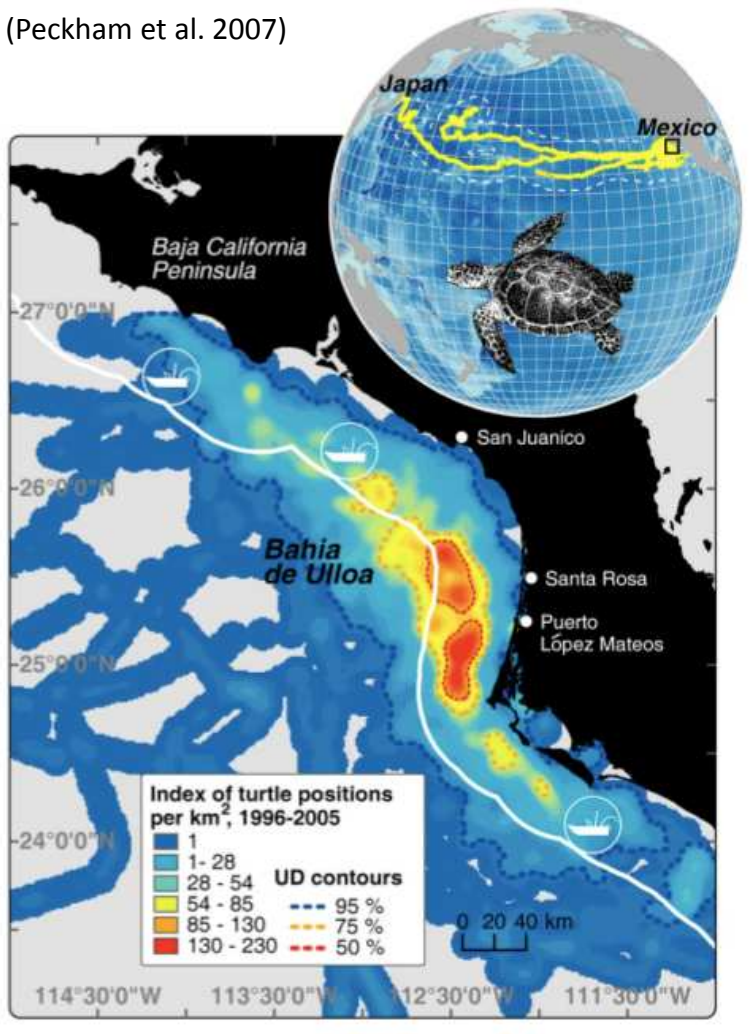 (Peckham et al. 2007)
Japan
Mexico
Baja California
Peninsula
27°0'0"N
San Juanico
26°0'0"N
Bahia
de Ulloa
Santa Rosa
Puerto
López Mateos
25°0'0"N
Index of turtle positions
per km², 1996-2005
1
1- 28
28 - 54
54 - 85
85 - 130
130 - 230
UD contours
95 %
75 %
50 %
24°0'0"N
0 20 40 km
114°30'0"W 113°30'0"W 112°30'0"W 111°30'0"W